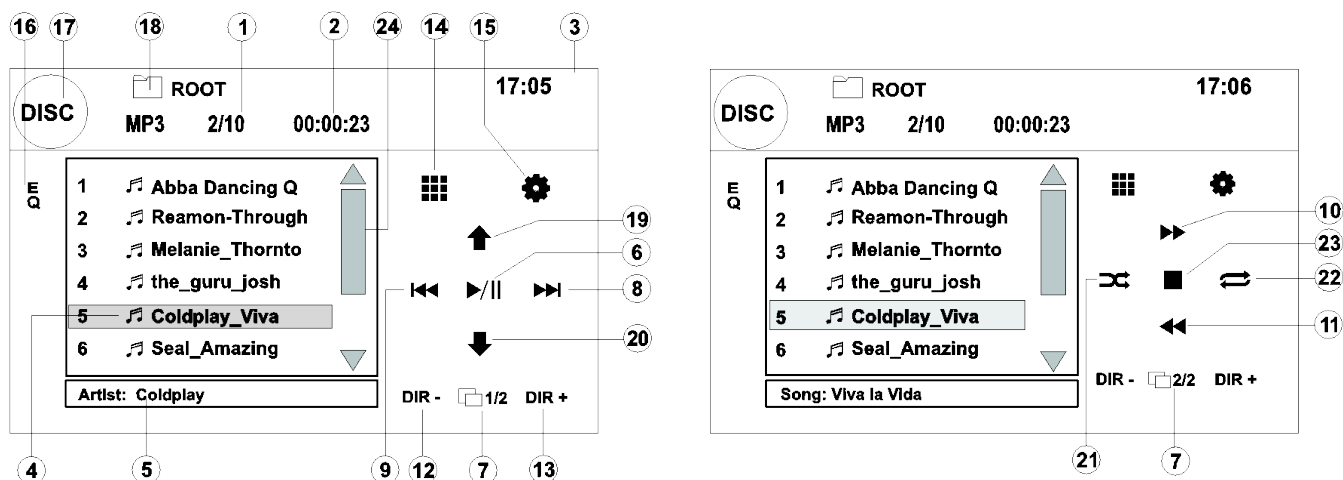 16 17 18 1 2 24 14 15 3
DISC
ROOT
17:05
MP3 2/10 00:00:23
EQ
1 Abba Dancing Q
2 Reamon-Through
3 Melanie_Thornto
4 the_guru_josh
5 Coldplay_Viva
6 Seal_Amazing
Artist: Coldplay
DIR - 1/2 DIR +
19
6
8
20
4 5 9 12 7 13
DISC
ROOT
17:06
MP3 2/10 00:00:23
EQ
1 Abba Dancing Q
2 Reamon-Through
3 Melanie_Thornto
4 the_guru_josh
5 Coldplay_Viva
6 Seal_Amazing
Song: Viva la Vida
DIR - 2/2 DIR +
10
23
22
11
21 7